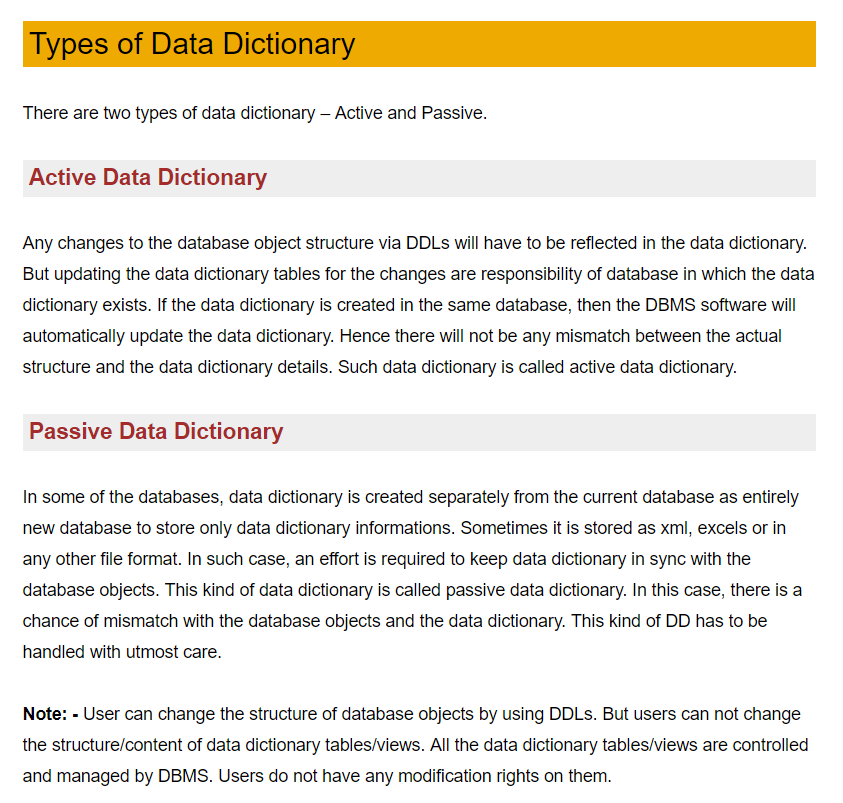 Types of Data Dictionary
There are two types of data dictionary – Active and Passive.
Active Data Dictionary
Any changes to the database object structure via DDLs will have to be reflected in the data dictionary.
But updating the data dictionary tables for the changes are responsibility of database in which the data
dictionary exists. If the data dictionary is created in the same database, then the DBMS software will
automatically update the data dictionary. Hence there will not be any mismatch between the actual
structure and the data dictionary details. Such data dictionary is called active data dictionary.
Passive Data Dictionary
In some of the databases, data dictionary is created separately from the current database as entirely
new database to store only data dictionary informations. Sometimes it is stored as xml, excels or in
any other file format. In such case, an effort is required to keep data dictionary in sync with the
database objects. This kind of data dictionary is called passive data dictionary. In this case, there is a
chance of mismatch with the database objects and the data dictionary. This kind of DD has to be
handled with utmost care.
Note: - User can change the structure of database objects by using DDLs. But users can not change
the structure/content of data dictionary tables/views. All the data dictionary tables/views are controlled
and managed by DBMS. Users do not have any modification rights on them.